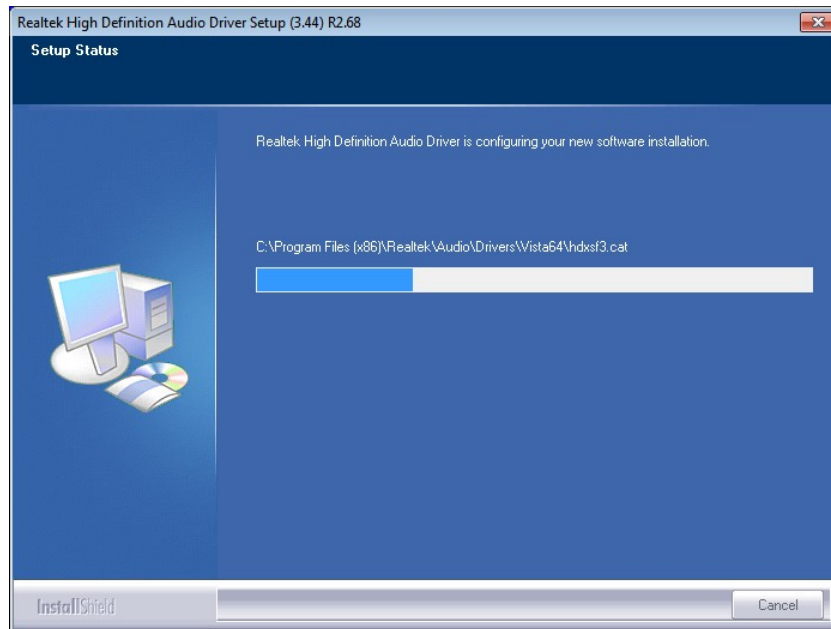 Realtek High Definition Audio Driver Setup (3.44) R2.68
Setup Status
Realtek High Definition Audio Driver is configuring your new software installation.
C:\Program Files (x86)\Realtek\Audio\Drivers\Vista64\hdxsf3.cat
InstallShield
Cancel